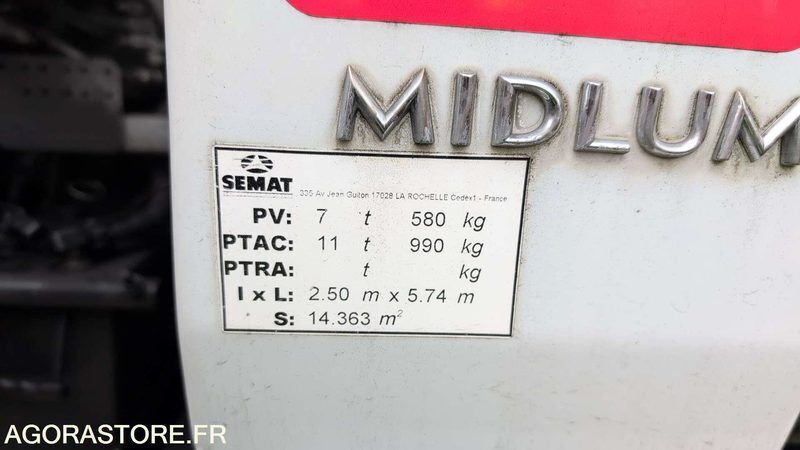 MIDLUM
SEMAT
335 Av Jean Guiton 17028 LA ROCHELLE Cedex1 - France
PV: 7 t 580 kg
PTAC: 11 t 990 kg
PTRA: t kg
l x L: 2.50 m x 5.74 m
S: 14.363 m²
AGORASTORE.FR